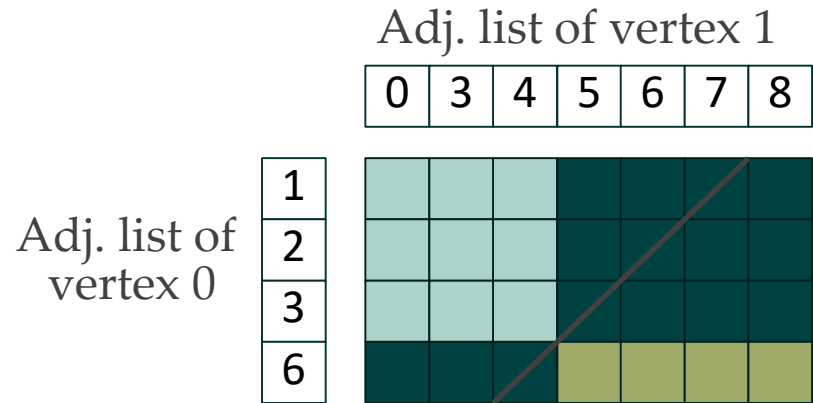 Adj. list of vertex 1
0 3 4 5 6 7 8
1
Adj. list of
2
vertex 0
3
6